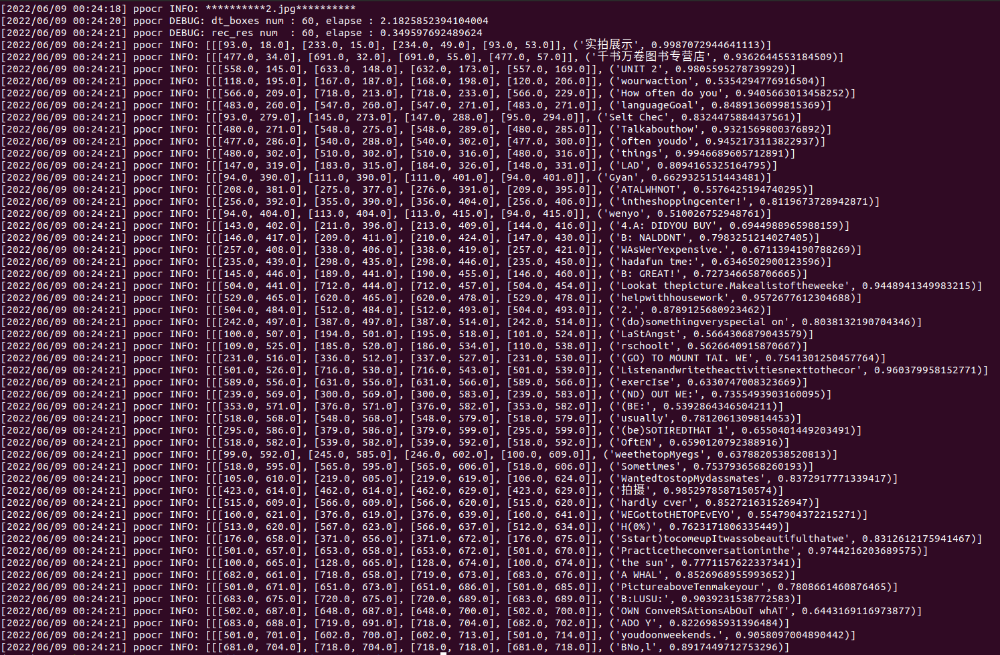 [2022/06/09 00:24:18] ppocr INFO: **********2.jpg**********
[2022/06/09 00:24:20] ppocr DEBUG: dt_boxes num : 60, elapse : 2.1825852394104004
[2022/06/09 00:24:21] ppocr DEBUG: rec_res num  : 60, elapse : 0.349597692489624
[2022/06/09 00:24:21] ppocr INFO: [[[93.0, 18.0], [233.0, 15.0], [234.0, 49.0], [93.0, 53.0]], ('实拍展示', 0.9987072944641113)]
[2022/06/09 00:24:21] ppocr INFO: [[[477.0, 34.0], [691.0, 32.0], [691.0, 55.0], [477.0, 57.0]], ('千书万卷图书专营店', 0.9362644553184509)]
[2022/06/09 00:24:21] ppocr INFO: [[[558.0, 145.0], [633.0, 148.0], [632.0, 173.0], [557.0, 169.0]], ('UNIT 2', 0.9805595278739929)]
[2022/06/09 00:24:21] ppocr INFO: [[[118.0, 195.0], [167.0, 187.0], [168.0, 198.0], [120.0, 206.0]], ('wourwaction', 0.5354294776916504)]
[2022/06/09 00:24:21] ppocr INFO: [[[566.0, 209.0], [718.0, 213.0], [718.0, 233.0], [566.0, 229.0]], ('How often do you', 0.9405663013458252)]
[2022/06/09 00:24:21] ppocr INFO: [[[483.0, 260.0], [547.0, 260.0], [547.0, 271.0], [483.0, 271.0]], ('languageGoal', 0.8489136099815369)]
[2022/06/09 00:24:21] ppocr INFO: [[[93.0, 279.0], [145.0, 273.0], [147.0, 288.0], [95.0, 294.0]], ('Selt Chec', 0.8324475884437561)]
[2022/06/09 00:24:21] ppocr INFO: [[[480.0, 271.0], [548.0, 275.0], [548.0, 289.0], [480.0, 285.0]], ('Talkabouthow', 0.9321569800376892)]
[2022/06/09 00:24:21] ppocr INFO: [[[477.0, 286.0], [540.0, 288.0], [540.0, 302.0], [477.0, 300.0]], ('often youdo', 0.9452173113822937)]
[2022/06/09 00:24:21] ppocr INFO: [[[480.0, 302.0], [510.0, 302.0], [510.0, 316.0], [480.0, 316.0]], ('things', 0.9946689605712891)]
[2022/06/09 00:24:21] ppocr INFO: [[[147.0, 319.0], [183.0, 315.0], [184.0, 326.0], [148.0, 331.0]], ('LAD', 0.8094165325164795)]
[2022/06/09 00:24:21] ppocr INFO: [[[94.0, 390.0], [111.0, 390.0], [111.0, 401.0], [94.0, 401.0]], ('Gyan', 0.6629325151443481)]
[2022/06/09 00:24:21] ppocr INFO: [[[208.0, 381.0], [275.0, 377.0], [276.0, 391.0], [209.0, 395.0]], ('ATALWHNOT', 0.5576425194740295)]
[2022/06/09 00:24:21] ppocr INFO: [[[256.0, 392.0], [355.0, 390.0], [356.0, 404.0], [256.0, 406.0]], ('intheshoppingcenter!', 0.8119673728942871)]
[2022/06/09 00:24:21] ppocr INFO: [[[94.0, 404.0], [113.0, 404.0], [113.0, 415.0], [94.0, 415.0]], ('wenyo', 0.510026752948761)]
[2022/06/09 00:24:21] ppocr INFO: [[[143.0, 402.0], [211.0, 396.0], [213.0, 409.0], [144.0, 416.0]], ('4.A: DIDYOU BUY', 0.6944988965988159)]
[2022/06/09 00:24:21] ppocr INFO: [[[146.0, 417.0], [209.0, 411.0], [210.0, 424.0], [147.0, 430.0]], ('B: NALDDNT', 0.7983251214027405)]
[2022/06/09 00:24:21] ppocr INFO: [[[257.0, 408.0], [338.0, 406.0], [338.0, 419.0], [257.0, 421.0]], ('WAsWerYexpensive.', 0.6711394190788269)]
[2022/06/09 00:24:21] ppocr INFO: [[[235.0, 439.0], [298.0, 435.0], [298.0, 446.0], [235.0, 450.0]], ('hadafun tme:', 0.6346502900123596)]
[2022/06/09 00:24:21] ppocr INFO: [[[145.0, 446.0], [189.0, 441.0], [190.0, 455.0], [146.0, 460.0]], ('B: GREAT!', 0.727346658706665)]
[2022/06/09 00:24:21] ppocr INFO: [[[504.0, 441.0], [712.0, 444.0], [712.0, 457.0], [504.0, 454.0]], ('Lookat thepicture.Makealistoftheweeke', 0.9448941349983215)]
[2022/06/09 00:24:21] ppocr INFO: [[[529.0, 465.0], [620.0, 465.0], [620.0, 478.0], [529.0, 478.0]], ('helpwithhousework', 0.9572677612304688)]
[2022/06/09 00:24:21] ppocr INFO: [[[504.0, 484.0], [512.0, 484.0], [512.0, 493.0], [504.0, 493.0]], ('2.', 0.8789125680923462)]
[2022/06/09 00:24:21] ppocr INFO: [[[242.0, 497.0], [387.0, 497.0], [387.0, 514.0], [242.0, 514.0]], ('(do)somethingveryspecial on', 0.8038132190704346)]
[2022/06/09 00:24:21] ppocr INFO: [[[100.0, 507.0], [194.0, 501.0], [195.0, 518.0], [101.0, 524.0]], ('LaStAngst', 0.5664306879043579)]
[2022/06/09 00:24:21] ppocr INFO: [[[109.0, 525.0], [185.0, 520.0], [186.0, 534.0], [110.0, 538.0]], ('rschoolt', 0.5626640915870667)]
[2022/06/09 00:24:21] ppocr INFO: [[[231.0, 516.0], [336.0, 512.0], [337.0, 527.0], [231.0, 530.0]], ('(GO) TO MOUNT TAI. WE', 0.7541301250457764)]
[2022/06/09 00:24:21] ppocr INFO: [[[501.0, 526.0], [716.0, 530.0], [716.0, 543.0], [501.0, 539.0]], ('Listenandwritetheactivitiesnexttothecor', 0.960379958152771)]
[2022/06/09 00:24:21] ppocr INFO: [[[589.0, 556.0], [631.0, 556.0], [631.0, 566.0], [589.0, 566.0]], ('exercIse', 0.6330747008323669)]
[2022/06/09 00:24:21] ppocr INFO: [[[239.0, 569.0], [300.0, 569.0], [300.0, 583.0], [239.0, 583.0]], ('(ND) OUT WE:', 0.7355493903160095)]
[2022/06/09 00:24:21] ppocr INFO: [[[353.0, 571.0], [376.0, 571.0], [376.0, 582.0], [353.0, 582.0]], ('(BE:', 0.5392864346504211)]
[2022/06/09 00:24:21] ppocr INFO: [[[518.0, 568.0], [548.0, 568.0], [548.0, 579.0], [518.0, 579.0]], ('usually', 0.7812061309814453)]
[2022/06/09 00:24:21] ppocr INFO: [[[295.0, 586.0], [379.0, 586.0], [379.0, 599.0], [295.0, 599.0]], ('(be)SOTIREDTHAT 1', 0.6550401449203491)]
[2022/06/09 00:24:21] ppocr INFO: [[[518.0, 582.0], [539.0, 582.0], [539.0, 592.0], [518.0, 592.0]], ('OftEN', 0.6590120792388916)]
[2022/06/09 00:24:21] ppocr INFO: [[[99.0, 592.0], [245.0, 585.0], [246.0, 602.0], [100.0, 609.0]], ('weethetopMyegs', 0.6378820538520813)]
[2022/06/09 00:24:21] ppocr INFO: [[[518.0, 595.0], [565.0, 595.0], [565.0, 606.0], [518.0, 606.0]], ('Sometimes', 0.7537936568260193)]
[2022/06/09 00:24:21] ppocr INFO: [[[105.0, 610.0], [219.0, 605.0], [219.0, 619.0], [106.0, 624.0]], ('WantedtostopMydassmates', 0.8372917771339417)]
[2022/06/09 00:24:21] ppocr INFO: [[[423.0, 614.0], [462.0, 614.0], [462.0, 629.0], [423.0, 629.0]], ('拍摄', 0.9852978587150574)]
[2022/06/09 00:24:21] ppocr INFO: [[[515.0, 609.0], [566.0, 609.0], [566.0, 620.0], [515.0, 620.0]], ('hardly cver', 0.852721631526947)]
[2022/06/09 00:24:21] ppocr INFO: [[[160.0, 621.0], [376.0, 619.0], [376.0, 639.0], [160.0, 641.0]], ('WEGottotHETOPEvEYO', 0.5547904372215271)]
[2022/06/09 00:24:21] ppocr INFO: [[[513.0, 620.0], [567.0, 623.0], [566.0, 637.0], [512.0, 634.0]], ('H(0%)', 0.7623171806335449)]
[2022/06/09 00:24:21] ppocr INFO: [[[176.0, 658.0], [371.0, 656.0], [371.0, 672.0], [176.0, 675.0]], ('Sstart)tocomeupItwassobeautifulthatwe', 0.8312612175941467)]
[2022/06/09 00:24:21] ppocr INFO: [[[501.0, 657.0], [653.0, 658.0], [653.0, 672.0], [501.0, 670.0]], ('Practicetheconversationinthe', 0.9744216203689575)]
[2022/06/09 00:24:21] ppocr INFO: [[[100.0, 665.0], [128.0, 665.0], [128.0, 674.0], [100.0, 674.0]], ('the sun', 0.7771157622337341)]
[2022/06/09 00:24:21] ppocr INFO: [[[682.0, 661.0], [718.0, 658.0], [719.0, 673.0], [683.0, 676.0]], ('A WHAL', 0.8526968955993652)]
[2022/06/09 00:24:21] ppocr INFO: [[[501.0, 671.0], [651.0, 673.0], [651.0, 686.0], [501.0, 685.0]], ('PictureaboveTenmakeyour', 0.7808661460876465)]
[2022/06/09 00:24:21] ppocr INFO: [[[683.0, 675.0], [720.0, 675.0], [720.0, 689.0], [683.0, 689.0]], ('B:LUSU:', 0.903923153877258​3)]
[2022/06/09 00:24:21] ppocr INFO: [[[502.0, 687.0], [648.0, 687.0], [648.0, 700.0], [502.0, 700.0]], ('OWN ConveRSAtionsAbOuT whAT', 0.6443169116973877)]
[2022/06/09 00:24:21] ppocr INFO: [[[683.0, 688.0], [719.0, 691.0], [718.0, 704.0], [682.0, 702.0]], ('ADO Y', 0.8226985931396484)]
[2022/06/09 00:24:21] ppocr INFO: [[[501.0, 701.0], [602.0, 700.0], [602.0, 713.0], [501.0, 714.0]], ('youdoonweekends.', 0.9058097004890442)]
[2022/06/09 00:24:21] ppocr INFO: [[[681.0, 704.0], [718.0, 704.0], [718.0, 718.0], [681.0, 718.0]], ('BNo,l', 0.8917449712753296)]